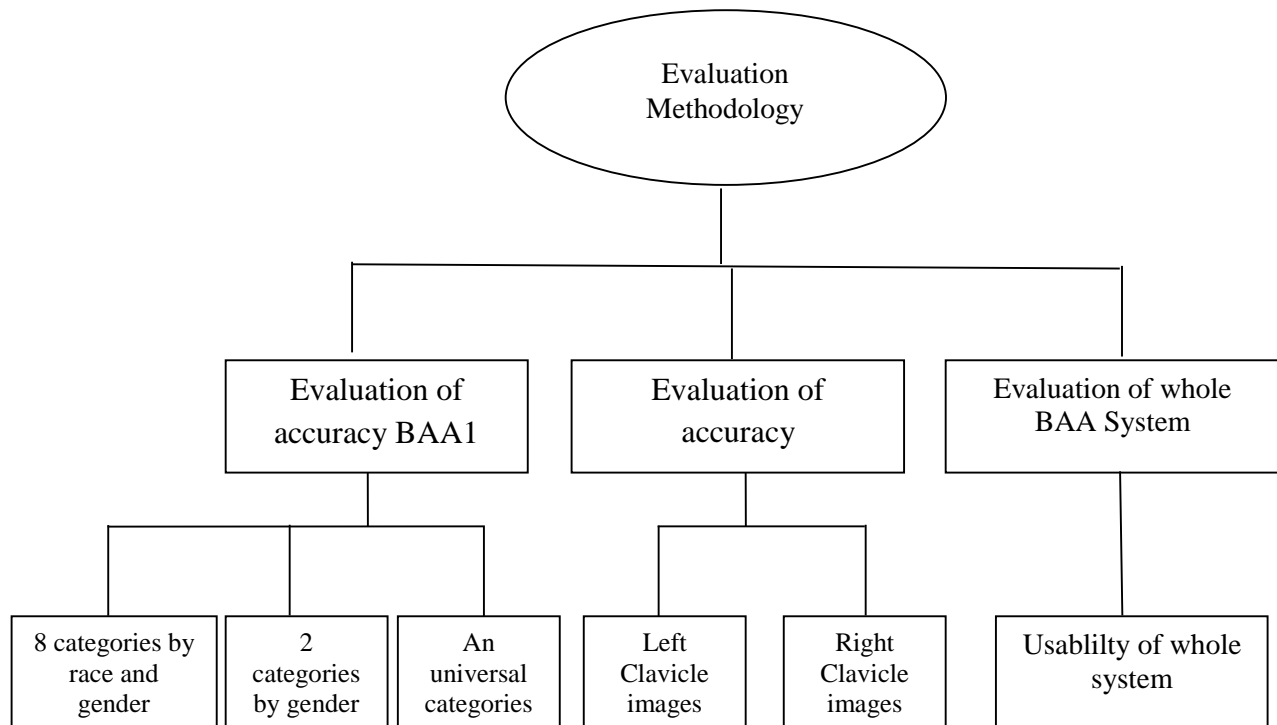 Evaluation
Methodology
Evaluation of
accuracy BAA1
Evaluation of
accuracy
Evaluation of whole
BAA System
8 categories by
race and
gender
2
categories
by gender
An
universal
categories
Left
Clavicle
images
Right
Clavicle
images
Usablilty of whole
system